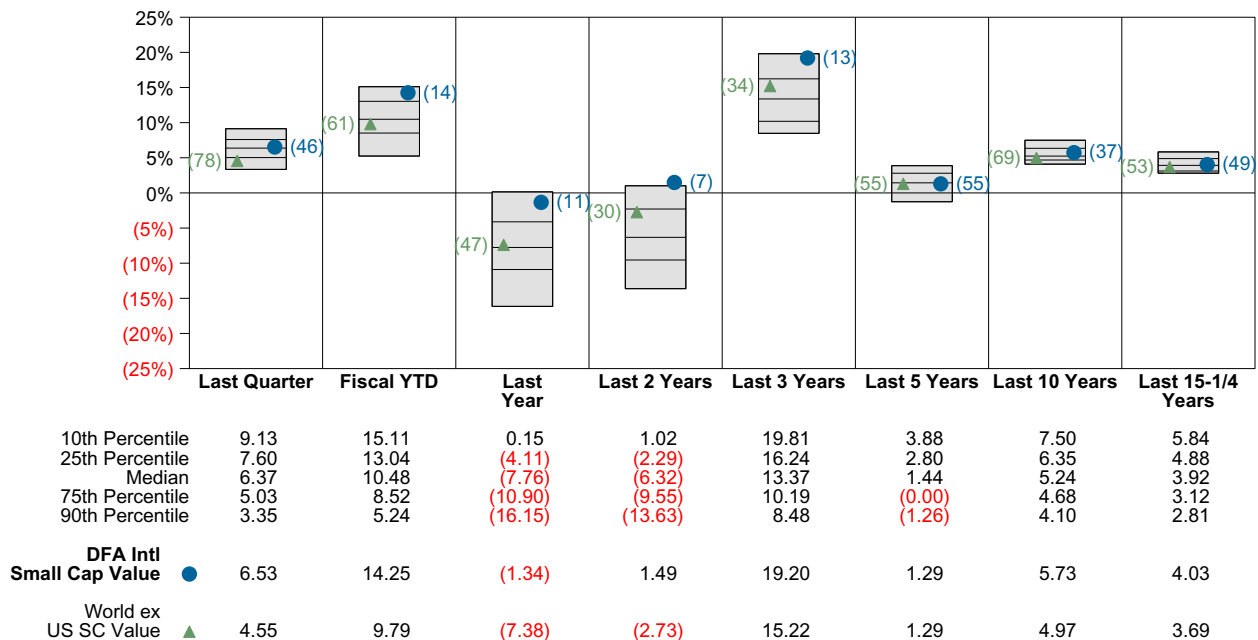 25%
20%
15%
10%
5%
0%
(5%)
(10%)
(15%)
(20%)
(25%)
(78) (46)
(61) (14)
(47) (11)
(30) (7)
(34) (13)
(55) (55)
(69) (37)
(53) (49)
Last Quarter Fiscal YTD Last Year Last 2 Years Last 3 Years Last 5 Years Last 10 Years Last 15-1/4 Years
10th Percentile 9.13 15.11 0.15 1.02 19.81 3.88 7.50 5.84
25th Percentile 7.60 13.04 (4.11) (2.29) 16.24 2.80 6.35 4.88
Median 6.37 10.48 (7.76) (6.32) 13.37 1.44 5.24 3.92
75th Percentile 5.03 8.52 (10.90) (9.55) 10.19 (0.00) 4.68 3.12
90th Percentile 3.35 5.24 (16.15) (13.63) 8.48 (1.26) 4.10 2.81
DFA Intl
Small Cap Value 6.53 14.25 (1.34) 1.49 19.20 1.29 5.73 4.03
World ex
US SC Value 4.55 9.79 (7.38) (2.73) 15.22 1.29 4.97 3.69